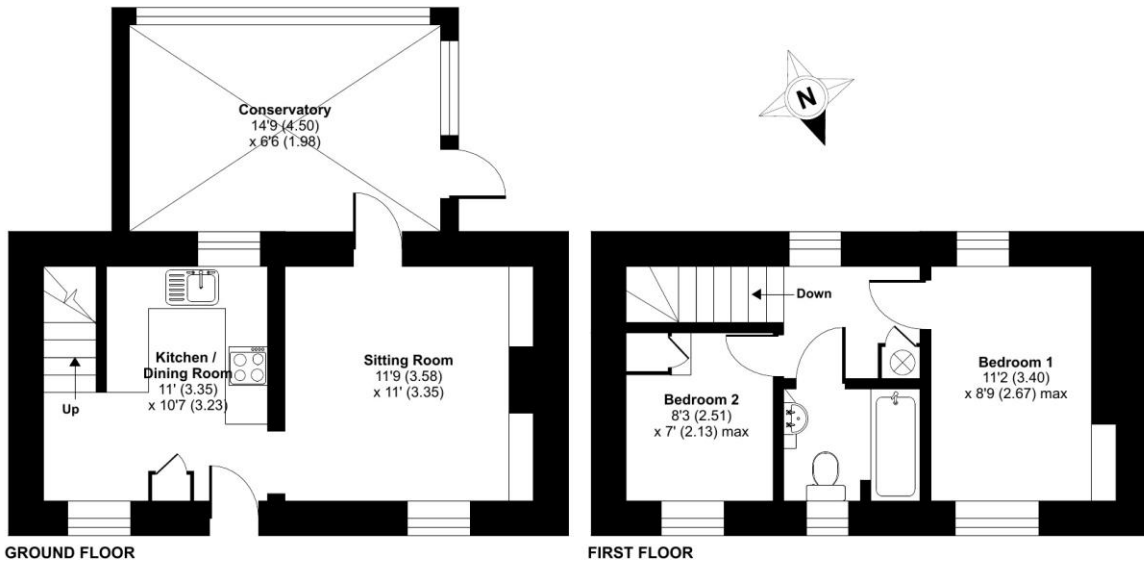 Conservatory
14'9 (4.50)
x 6'6 (1.98)
N
Kitchen /
Dining Room
11' (3.35)
x 10'7 (3.23)
Up
Sitting Room
11'9 (3.58)
x 11' (3.35)
GROUND FLOOR
Down
Bedroom 1
11'2 (3.40)
x 8'9 (2.67) max
Bedroom 2
8'3 (2.51)
x 7' (2.13) max
FIRST FLOOR